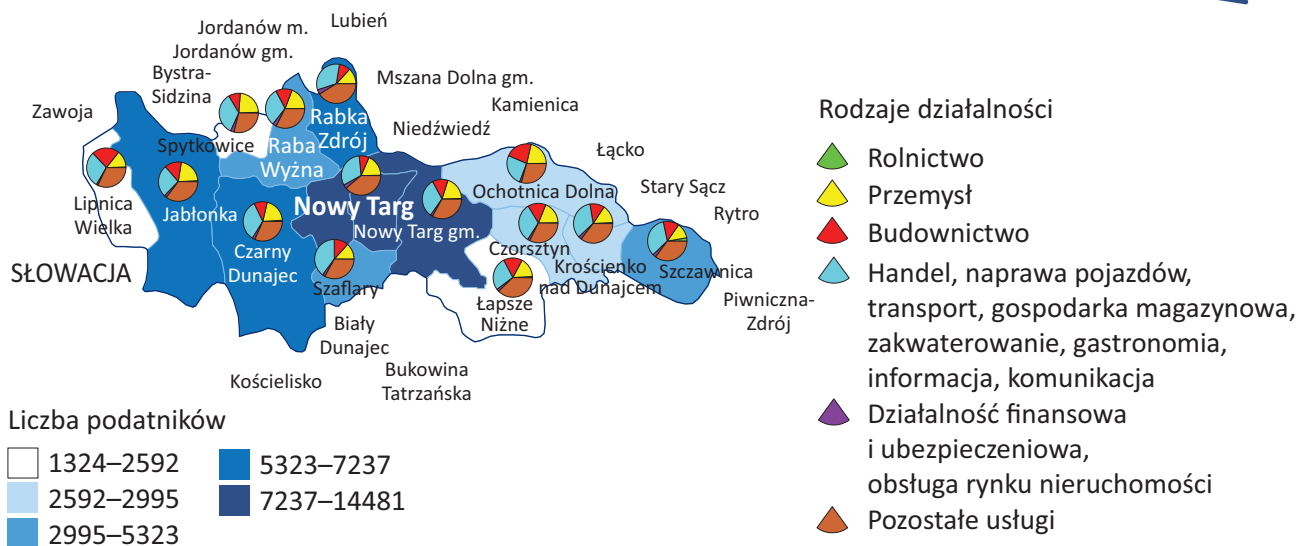 Jordanów m.
Jordanów gm.
Lubień
Bystra-
Sidzina
Mszana Dolna gm.
Kamienica
Zawoja
Niedźwiedź
Rabka
Zdrój
Spytkowice
Raba
Wyżna
Łącko
Stary Sącz
Rytro
Ochotnica Dolna
Lipnica
Wielka
Jabłonka
Nowy Targ
Nowy Targ gm.
Czarny
Dunajec
Czorsztyn
Krościenko
nad Dunajcem
Szczawnica
SŁOWACJA
Szaflary
Łapsze
Niżne
Piwniczna-
Zdrój
Biały
Dunajec
Bukowina
Tatrzańska
Kościelisko
Liczba podatników
1324–2592
2592–2995
2995–5323
5323–7237
7237–14481
Rodzaje działalności
Rolnictwo
Przemysł
Budownictwo
Handel, naprawa pojazdów,
transport, gospodarka magazynowa,
zakwaterowanie, gastronomia,
informacja, komunikacja
Działalność finansowa
i ubezpieczeniowa,
obsługa rynku nieruchomości
Pozostałe usługi